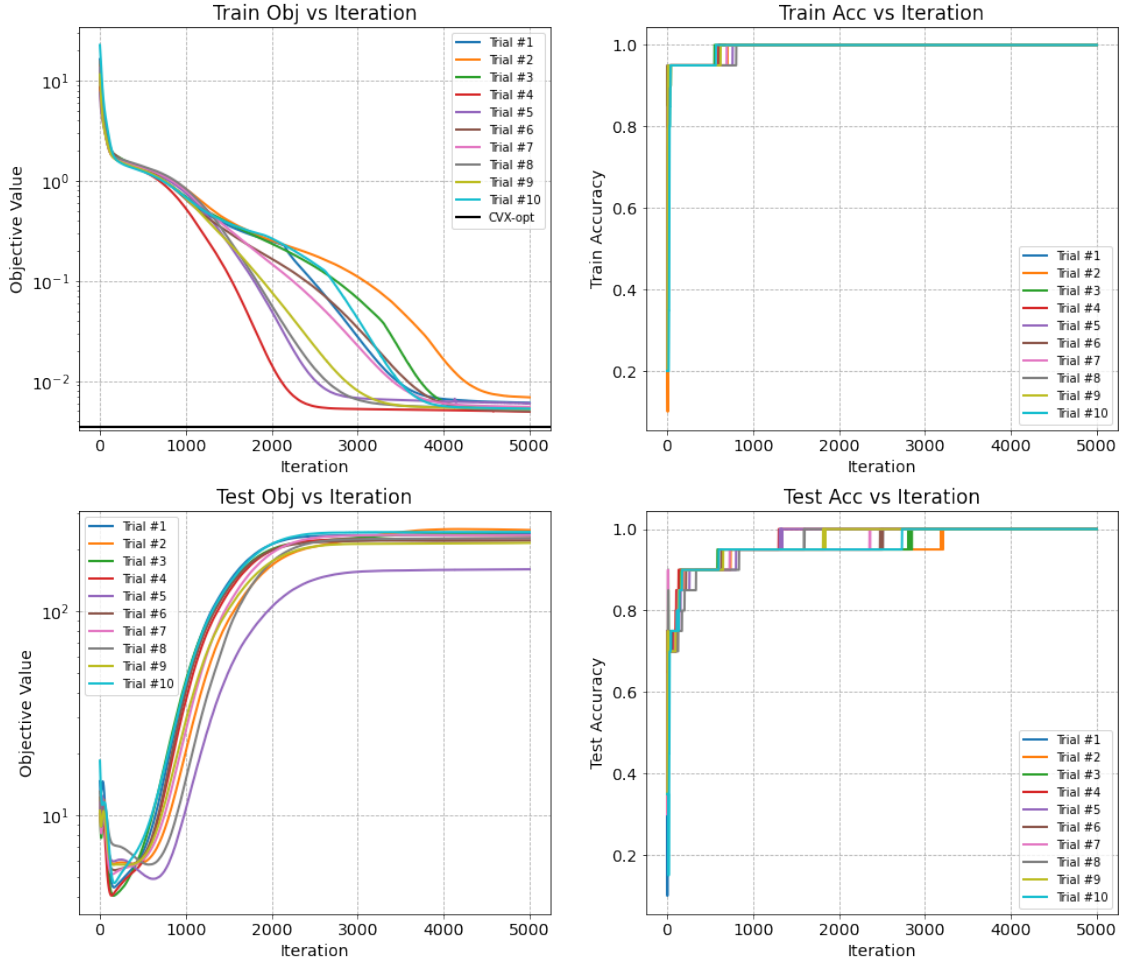 Train Obj vs Iteration
Objective Value
10¹
10⁰
10⁻¹
10⁻²
0 1000 2000 3000 4000 5000
Iteration
Trial #1
Trial #2
Trial #3
Trial #4
Trial #5
Trial #6
Trial #7
Trial #8
Trial #9
Trial #10
CVX-opt
Train Acc vs Iteration
Train Accuracy
1.0
0.8
0.6
0.4
0.2
0 1000 2000 3000 4000 5000
Iteration
Trial #1
Trial #2
Trial #3
Trial #4
Trial #5
Trial #6
Trial #7
Trial #8
Trial #9
Trial #10
Test Obj vs Iteration
Objective Value
10²
10¹
0 1000 2000 3000 4000 5000
Iteration
Trial #1
Trial #2
Trial #3
Trial #4
Trial #5
Trial #6
Trial #7
Trial #8
Trial #9
Trial #10
Test Acc vs Iteration
Test Accuracy
1.0
0.8
0.6
0.4
0.2
0 1000 2000 3000 4000 5000
Iteration
Trial #1
Trial #2
Trial #3
Trial #4
Trial #5
Trial #6
Trial #7
Trial #8
Trial #9
Trial #10